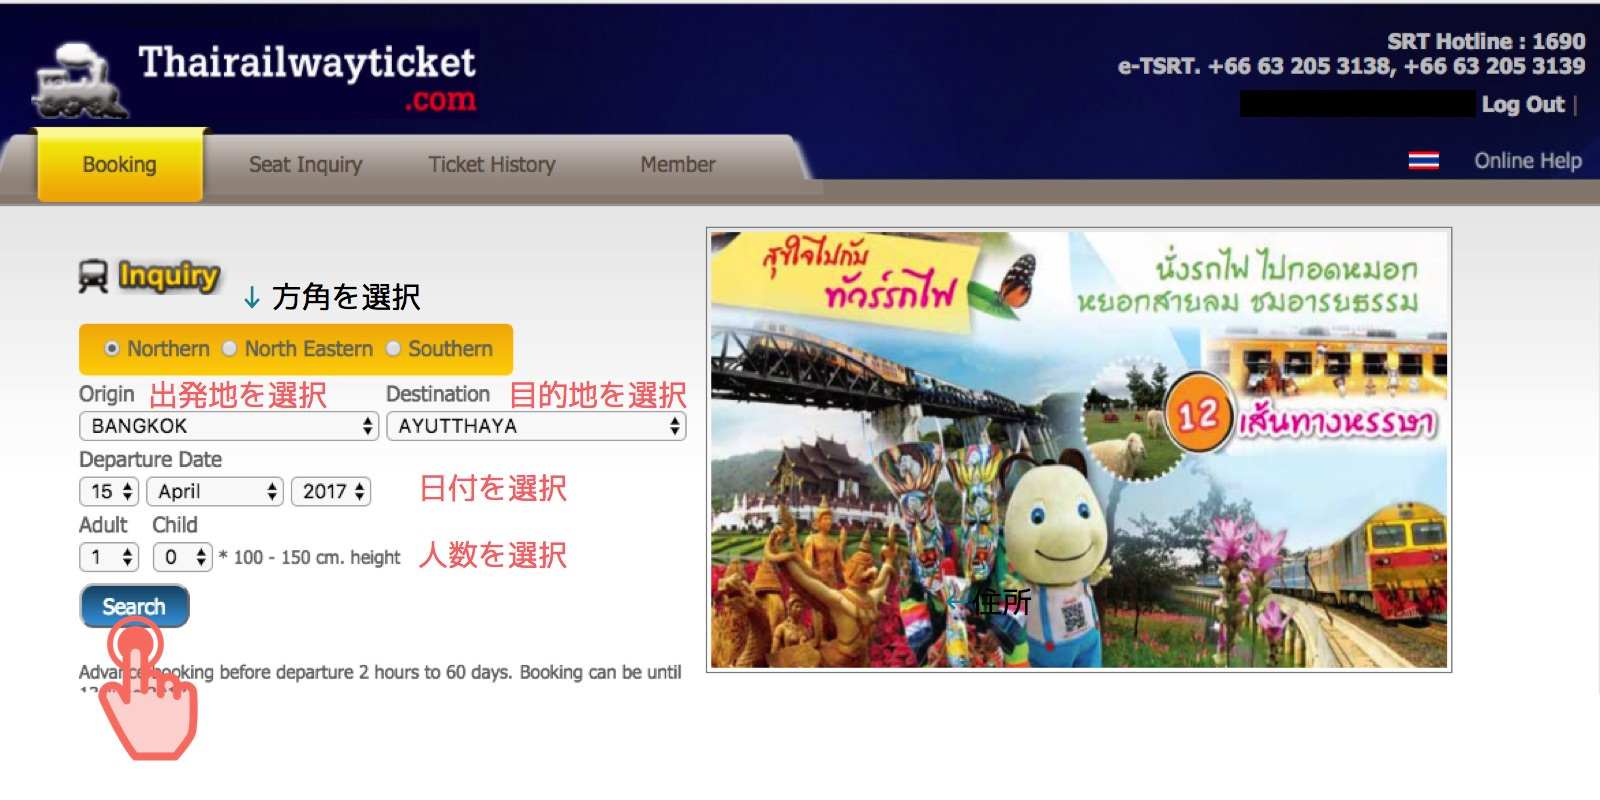 Thairailwayticket
.com
SRT Hotline : 1690
e-TSRT. +66 63 205 3138, +66 63 205 3139
Log Out |
Booking
Seat Inquiry
Ticket History
Member
Online Help
Inquiry
↓ 方角を選択
Northern
North Eastern
Southern
Origin 出発地を選択
Destination 目的地を選択
BANGKOK
AYUTTHAYA
Departure Date
15 April 2017 日付を選択
Adult Child
1 0 * 100 - 150 cm. height 人数を選択
Search
booking before departure 2 hours to 60 days. Booking can be until
สุขใจไปกับ
ทัวร์รถไฟ
นั่งรถไฟ ไปกอดหมอก
หยอกสายลม ชมอารยธรรม
12 เส้นทางหรรษา
←住所